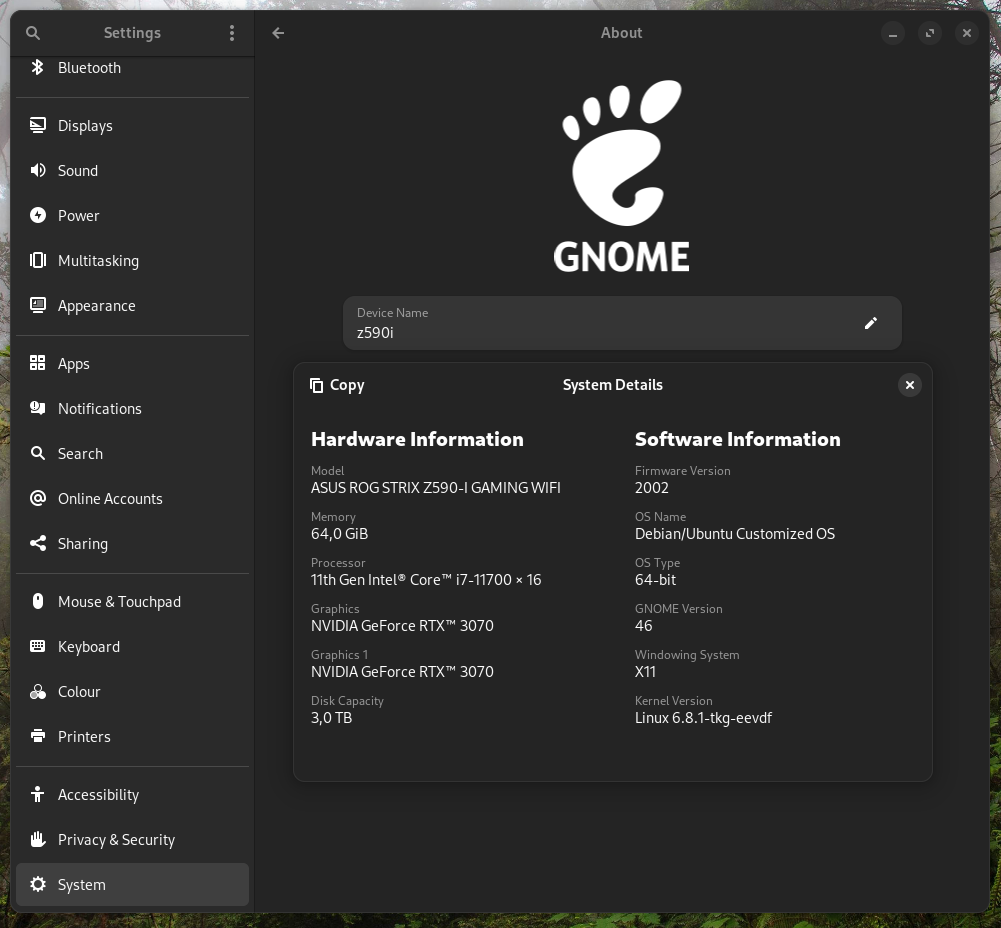 Settings
About
Bluetooth
Displays
Sound
Power
Multitasking
Appearance
Apps
Notifications
Search
Online Accounts
Sharing
Mouse & Touchpad
Keyboard
Colour
Printers
Accessibility
Privacy & Security
System
GNOME
Device Name
z590i
Copy
System Details
Hardware Information
Model
ASUS ROG STRIX Z590-I GAMING WIFI
Memory
64,0 GiB
Processor
11th Gen Intel® Core™ i7-11700 × 16
Graphics
NVIDIA GeForce RTX™ 3070
Graphics 1
NVIDIA GeForce RTX™ 3070
Disk Capacity
3,0 TB
Software Information
Firmware Version
2002
OS Name
Debian/Ubuntu Customized OS
OS Type
64-bit
GNOME Version
46
Windowing System
X11
Kernel Version
Linux 6.8.1-tkg-eevdf